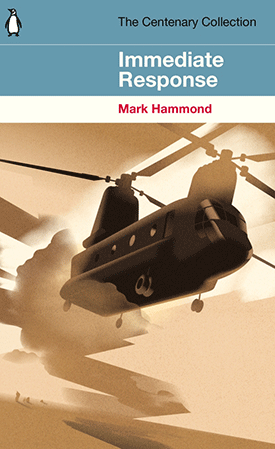 The Centenary Collection
Immediate
Response
Mark Hammond